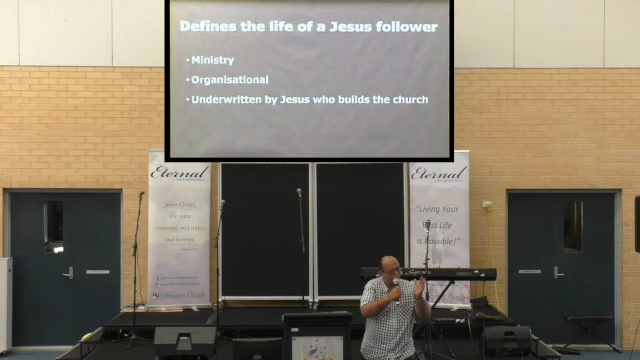 Defines the life of a Jesus follower
• Ministry
• Organisational
• Underwritten by Jesus who builds the church
Eternal
Jesus Christ,
the same
yesterday, and today,
and forever
Eternal
"Living Your
Best Life
is Possible!"